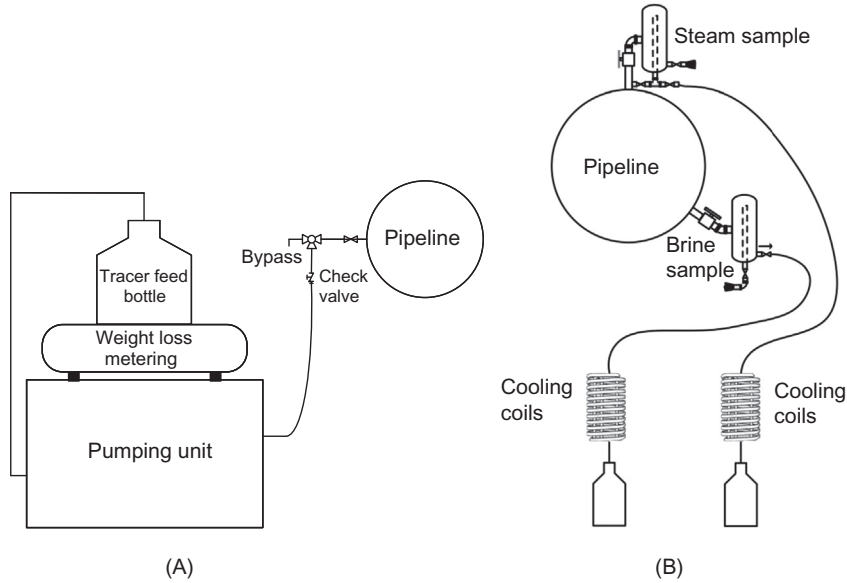 Steam sample
Pipeline
Brine
sample
Cooling
coils
Cooling
coils
(B)
Tracer feed
bottle
Weight loss
metering
Pumping unit
Bypass
Check
valve
Pipeline
(A)